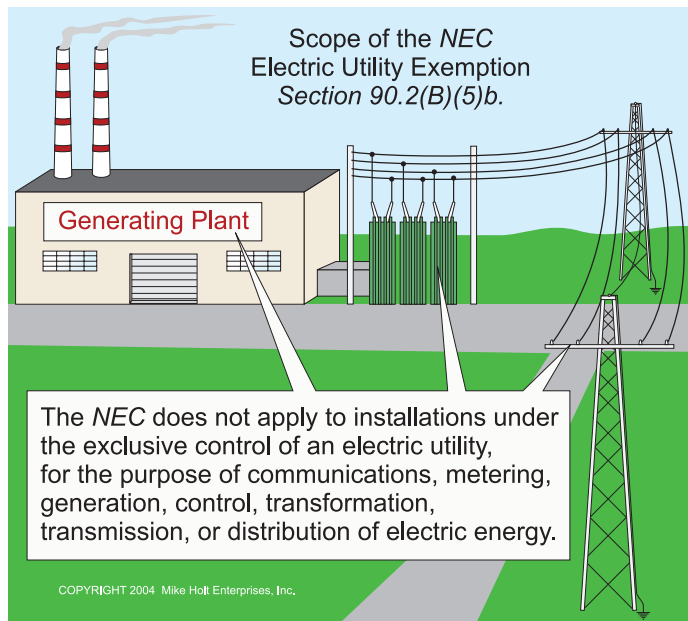 Scope of the NEC
Electric Utility Exemption
Section 90.2(B)(5)b.
Generating Plant
The NEC does not apply to installations under
the exclusive control of an electric utility,
for the purpose of communications, metering,
generation, control, transformation,
transmission, or distribution of electric energy.
COPYRIGHT 2004 Mike Holt Enterprises, Inc.